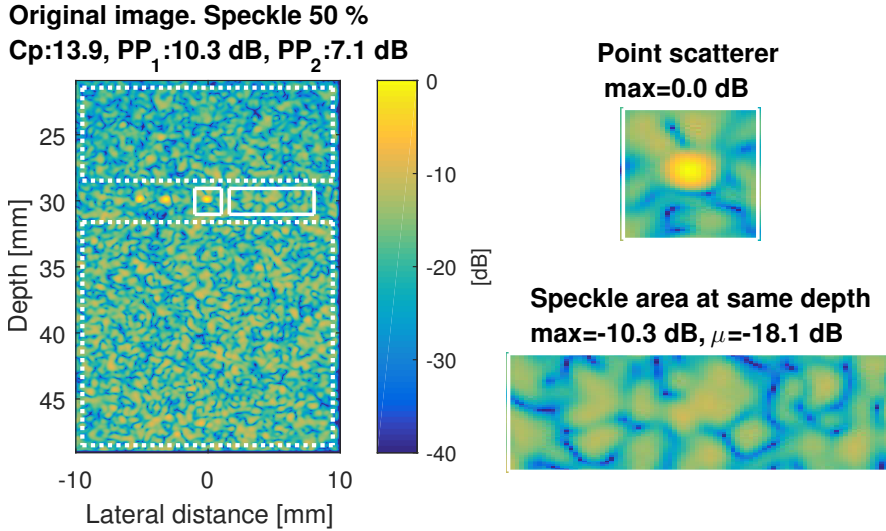 Original image. Speckle 50 %
Cp:13.9, PP₁:10.3 dB, PP₂:7.1 dB
25
30
35
40
45
Depth [mm]
-10
0
10
Lateral distance [mm]
0
-10
-20
-30
-40
[dB]
Point scatterer
max=0.0 dB
Speckle area at same depth
max=-10.3 dB, μ=-18.1 dB